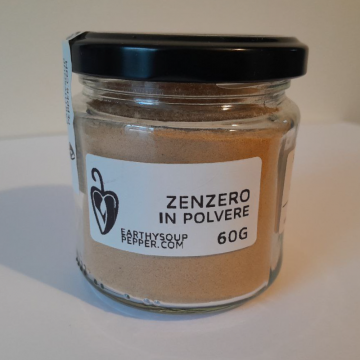 ZENZERO
IN POLVERE
EARTHYSOUP
PEPPER.COM
60G